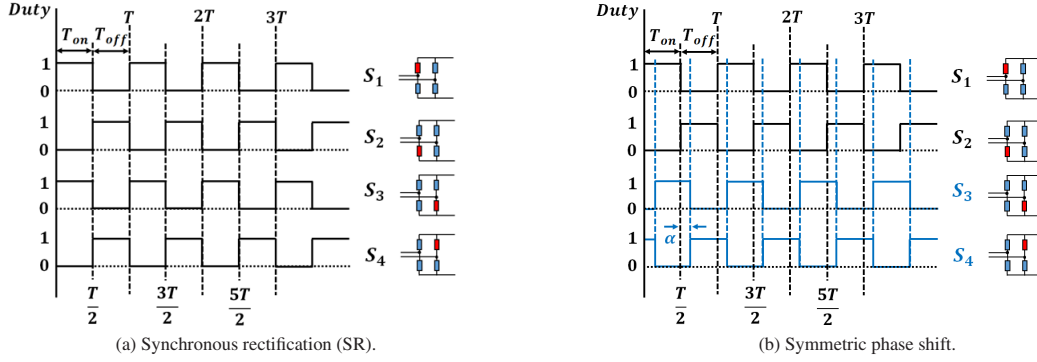 Duty
T 2T 3T
T_on T_off
1
0
S_1
1
0
S_2
1
0
S_3
1
0
S_4
T/2 3T/2 5T/2
(a) Synchronous rectification (SR).
Duty
T 2T 3T
T_on T_off
1
0
S_1
1
0
S_2
1
0
S_3
α
1
0
S_4
T/2 3T/2 5T/2
(b) Symmetric phase shift.